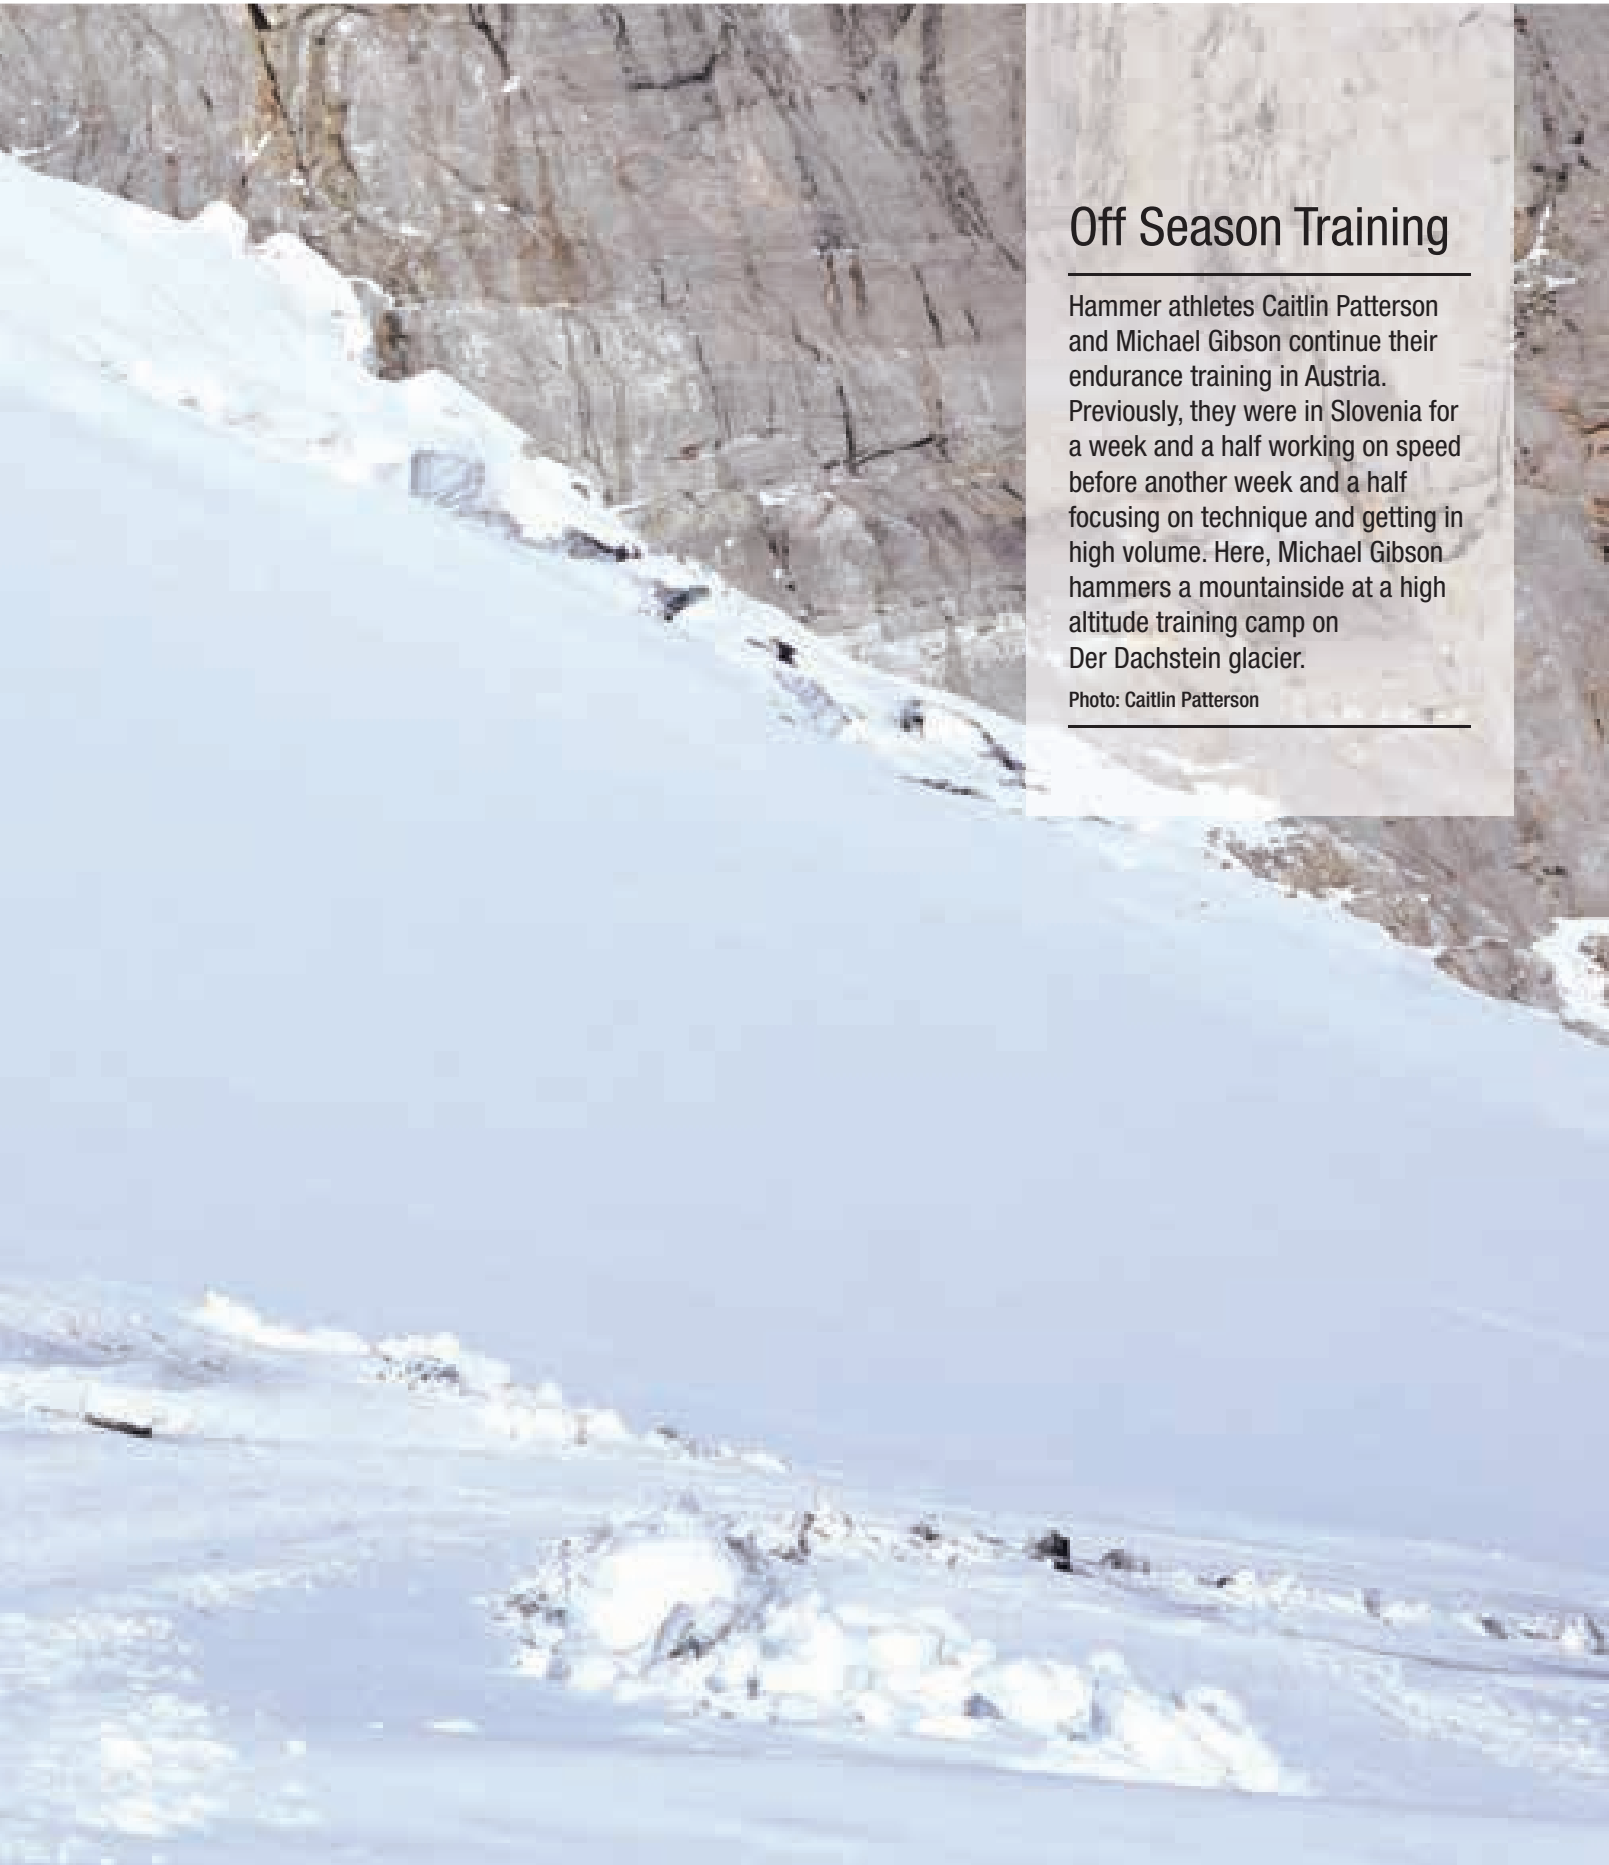 Off Season Training
Hammer athletes Caitlin Patterson
and Michael Gibson continue their
endurance training in Austria.
Previously, they were in Slovenia for
a week and a half working on speed
before another week and a half
focusing on technique and getting in
high volume. Here, Michael Gibson
hammers a mountainside at a high
altitude training camp on
Der Dachstein glacier.
Photo: Caitlin Patterson